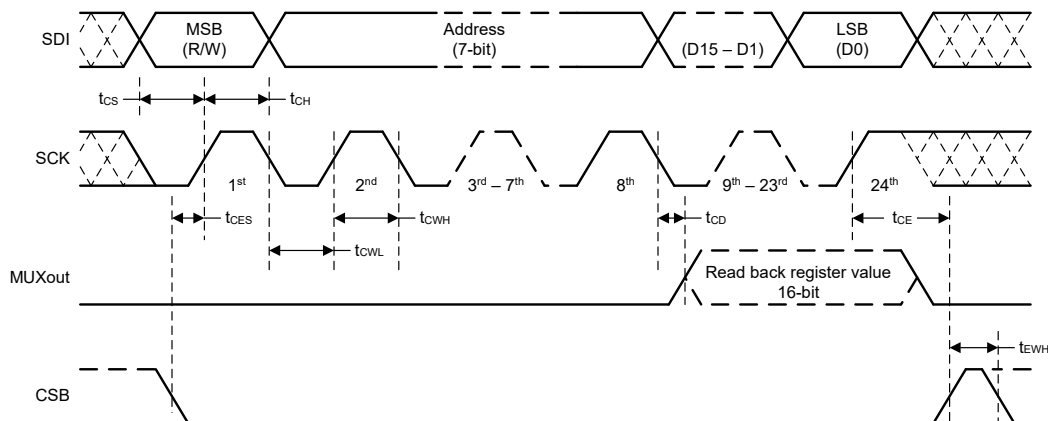 SDI
MSB
(R/W)
Address
(7-bit)
(D15 – D1)
LSB
(D0)
tCS
tCH
SCK
1st
2nd
3rd – 7th
8th
9th – 23rd
24th
tCES
tCWH
tCD
tCE
tCWL
MUXout
Read back register value
16-bit
tEWH
CSB